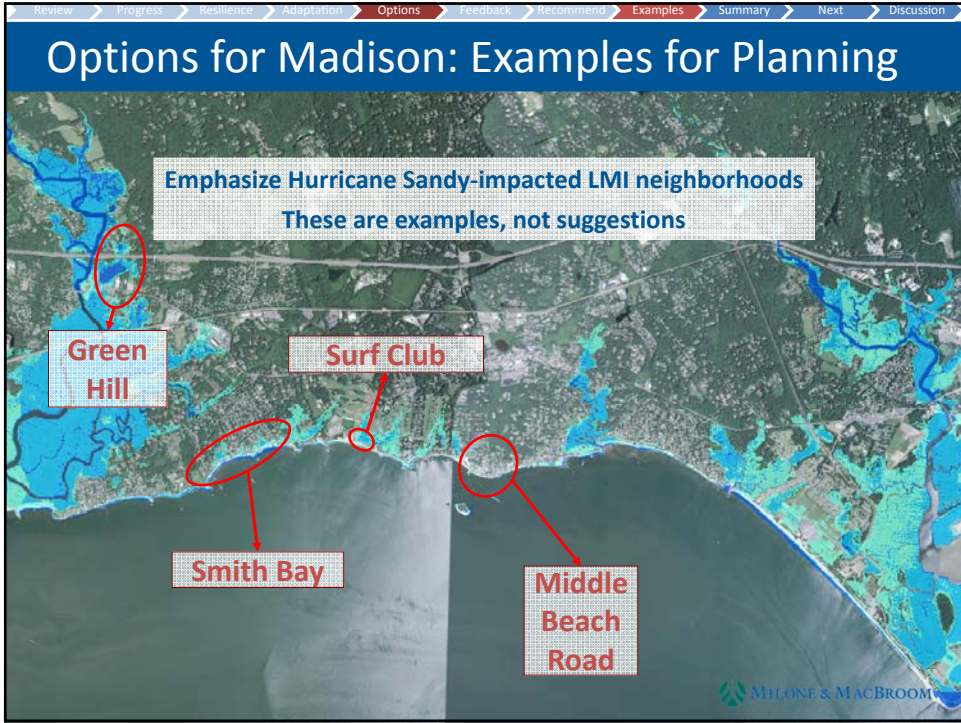 Review Progress Resilience Adaptation Options Feedback Recommend Examples Summary Next Discussion
Options for Madison: Examples for Planning
Emphasize Hurricane Sandy-impacted LMI neighborhoods
These are examples, not suggestions
Green
Hill
Surf Club
Smith Bay
Middle
Beach
Road
MILONE & MACBROOM